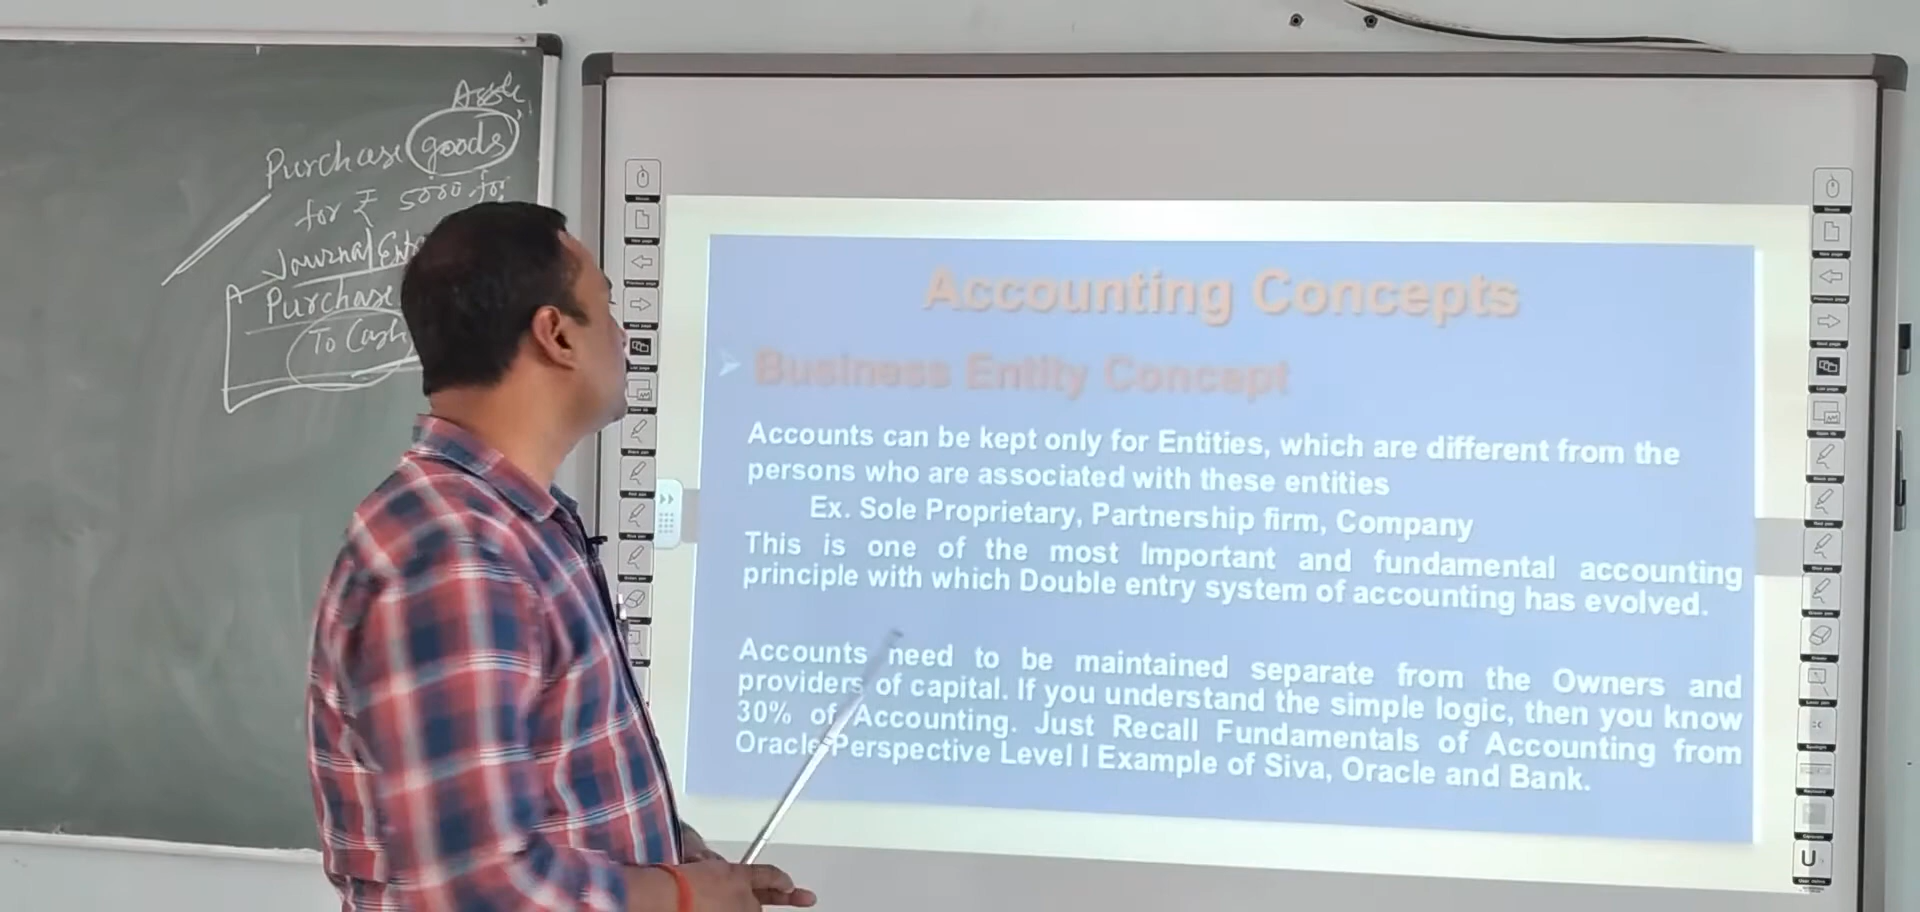 Purchase goods
for ₹ 5000 for
Journal
Purchase
To Cash
Accounting Concepts
Business Entity Concept
Accounts can be kept only for Entities, which are different from the
persons who are associated with these entities
Ex. Sole Proprietary, Partnership firm, Company
This is one of the most Important and fundamental accounting
principle with which Double entry system of accounting has evolved.
Accounts need to be maintained separate from the Owners and
providers of capital. If you understand the simple logic, then you know
30% of Accounting. Just Recall Fundamentals of Accounting from
Oracle Perspective Level I Example of Siva, Oracle and Bank.